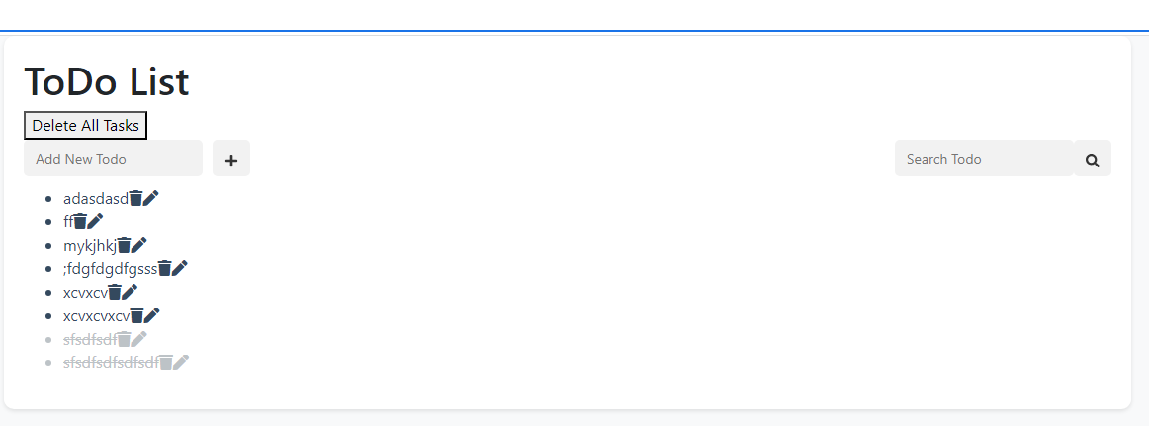 ToDo List
Delete All Tasks
Add New Todo
Search Todo
adasdasd
ff
mykjhkj
;fdgfdgdfgsss
xcvxcv
xcvxcvxcv
sfsdfsdf
sfsdfsdfsdfsdf